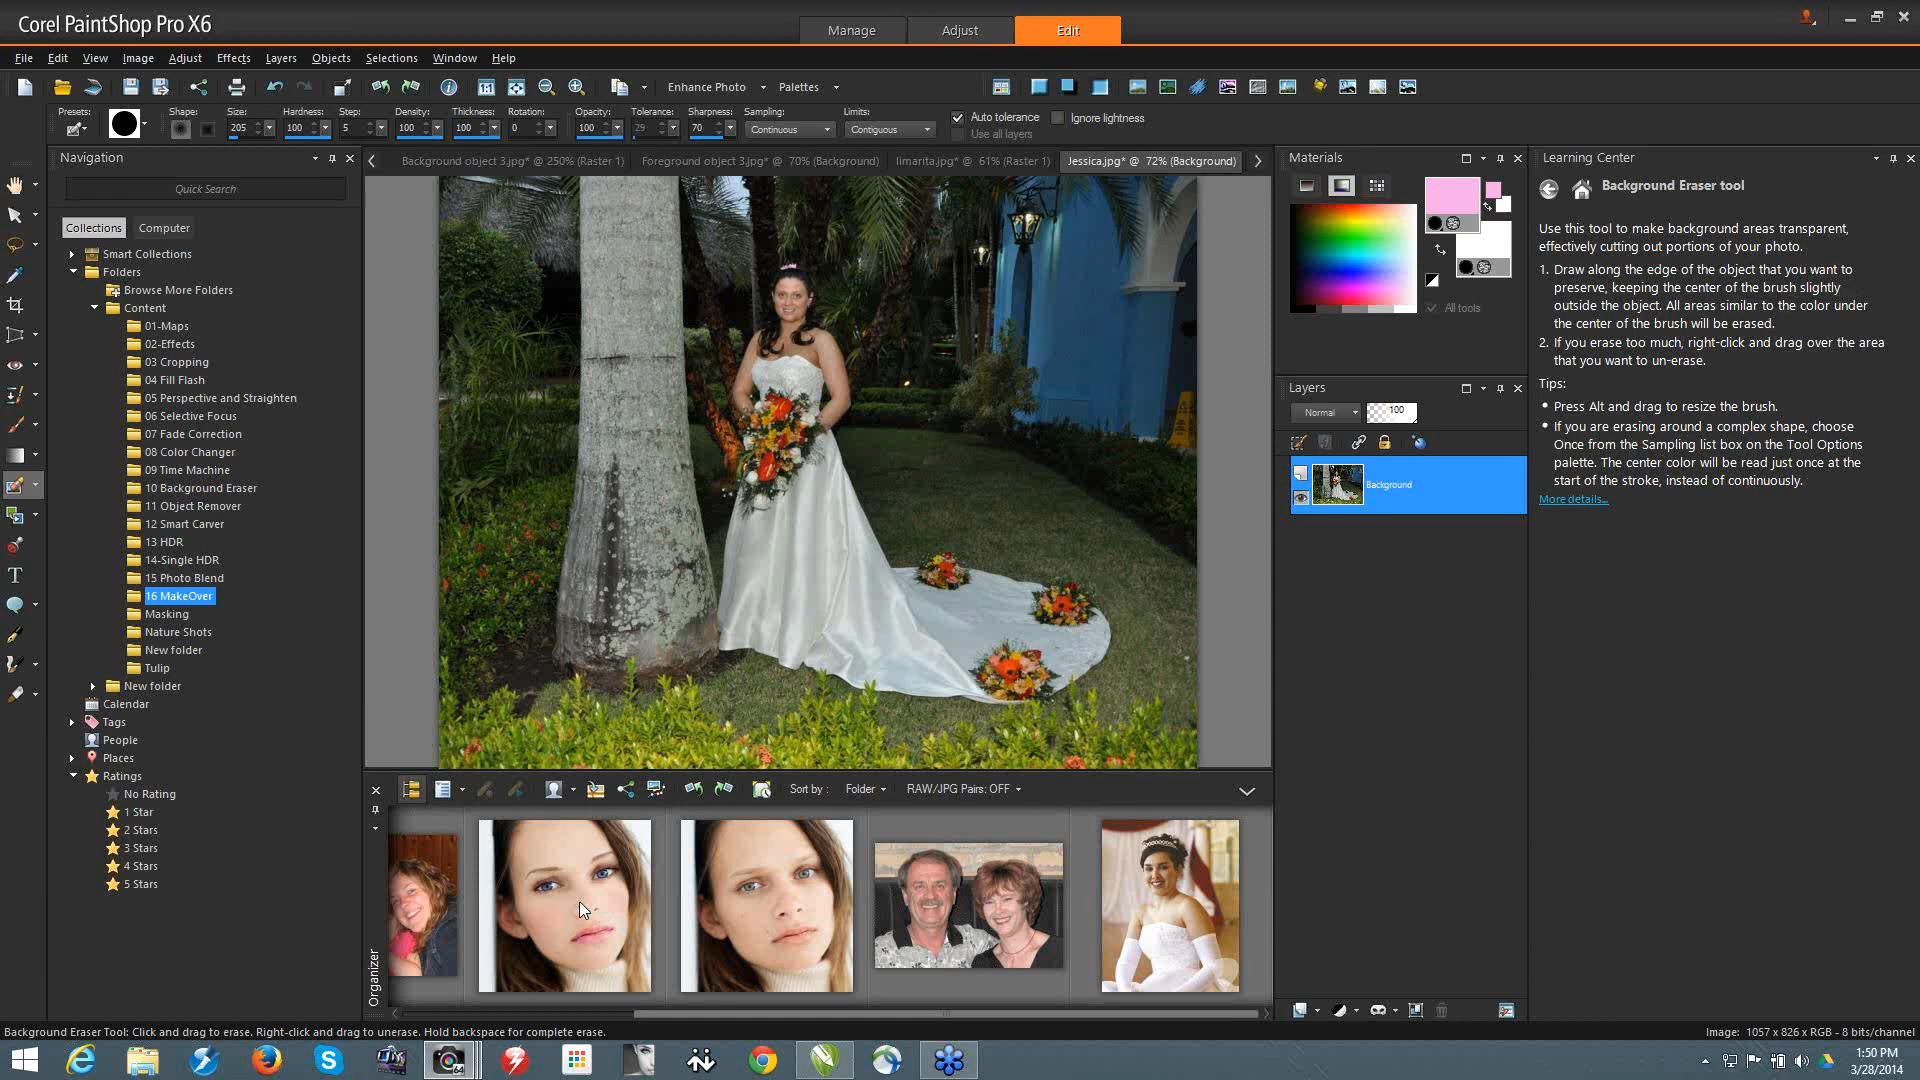 Corel PaintShop Pro X6
Manage
Adjust
Edit
File Edit View Image Adjust Effects Layers Objects Selections Window Help
Enhance Photo Palettes
Presets: Shape: Size: Hardness: Step: Density: Thickness: Rotation: Opacity: Tolerance: Sharpness: Sampling: Limits:
205 100 5 100 100 0 100 29 70 Continuous Contiguous
Auto tolerance
Ignore lightness
Use all layers
Navigation
Background object 3.jpg* @ 250% (Raster 1)
Foreground object 3.jpg* @ 70% (Background)
limarita.jpg* @ 61% (Raster 1)
Jessica.jpg* @ 72% (Background)
Quick Search
Collections Computer
Smart Collections
Folders
Browse More Folders
Content
01-Maps
02-Effects
03 Cropping
04 Fill Flash
05 Perspective and Straighten
06 Selective Focus
07 Fade Correction
08 Color Changer
09 Time Machine
10 Background Eraser
11 Object Remover
12 Smart Carver
13 HDR
14-Single HDR
15 Photo Blend
16 MakeOver
Masking
Nature Shots
New folder
Tulip
New folder
Calendar
Tags
People
Places
Ratings
No Rating
1 Star
2 Stars
3 Stars
4 Stars
5 Stars
Sort by : Folder RAW/JPG Pairs: OFF
Organizer
Materials
All tools
Layers
Normal 100
Background
Learning Center
Background Eraser tool
Use this tool to make background areas transparent,
effectively cutting out portions of your photo.
1. Draw along the edge of the object that you want to
preserve, keeping the center of the brush slightly
outside the object. All areas similar to the color under
the center of the brush will be erased.
2. If you erase too much, right-click and drag over the area
that you want to un-erase.
Tips:
• Press Alt and drag to resize the brush.
• If you are erasing around a complex shape, choose
Once from the Sampling list box on the Tool Options
palette. The center color will be read just once at the
start of the stroke, instead of continuously.
More details...
Background Eraser Tool: Click and drag to erase. Right-click and drag to unerase. Hold backspace for complete erase.
Image: 1057 x 826 x RGB - 8 bits/channel
64
1:50 PM
3/28/2014